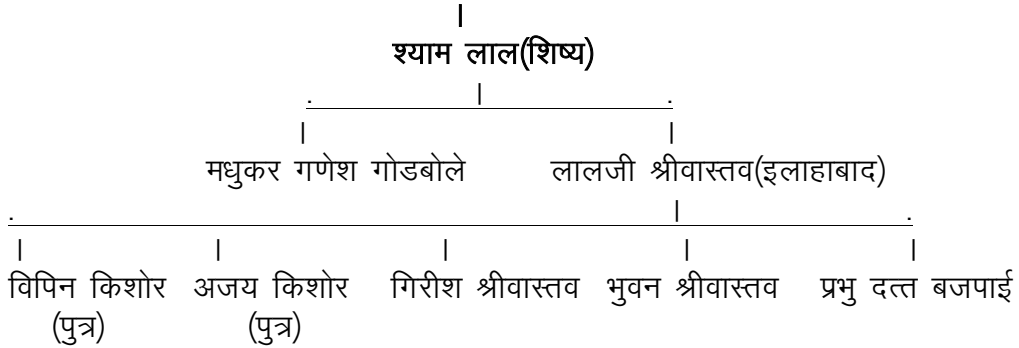 श्याम लाल(शिष्य)
मधुकर गणेश गोडबोले लालजी श्रीवास्तव(इलाहाबाद)
विपिन किशोर अजय किशोर गिरीश श्रीवास्तव भुवन श्रीवास्तव प्रभु दत्त बजपाई
(पुत्र) (पुत्र)